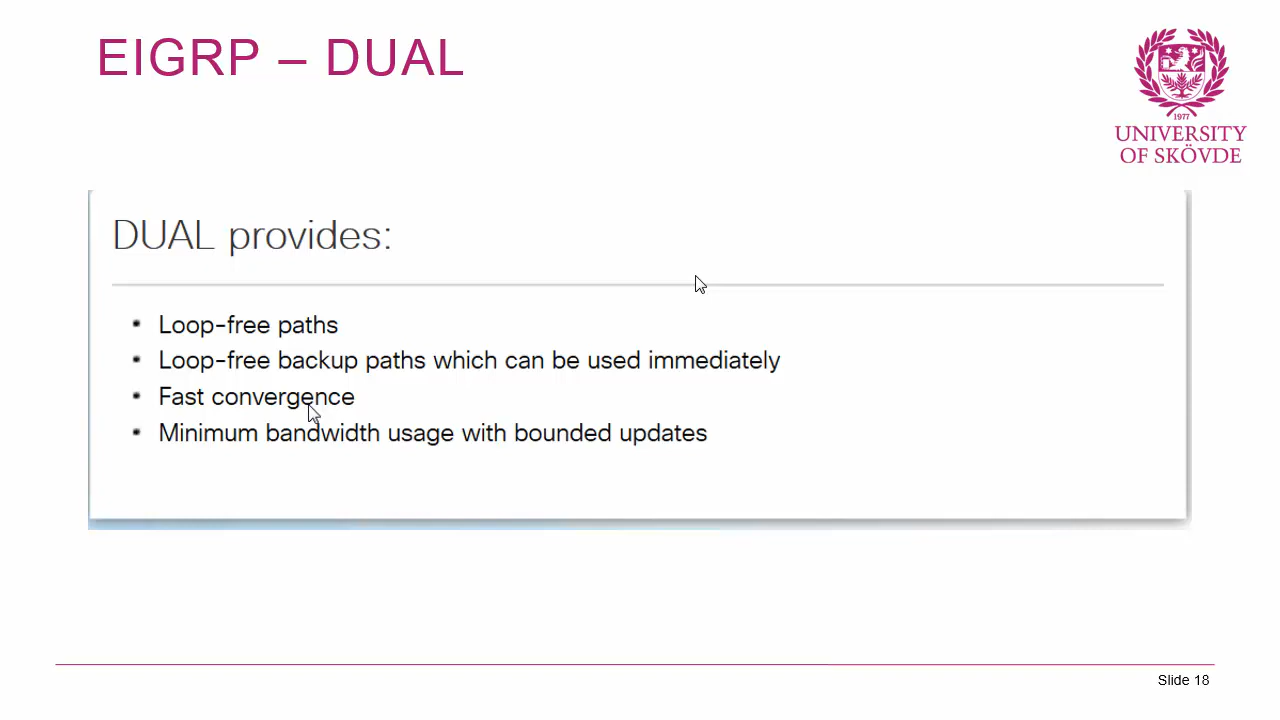 EIGRP – DUAL
1977
UNIVERSITY
OF SKÖVDE
DUAL provides:
• Loop-free paths
• Loop-free backup paths which can be used immediately
• Fast convergence
• Minimum bandwidth usage with bounded updates
Slide 18